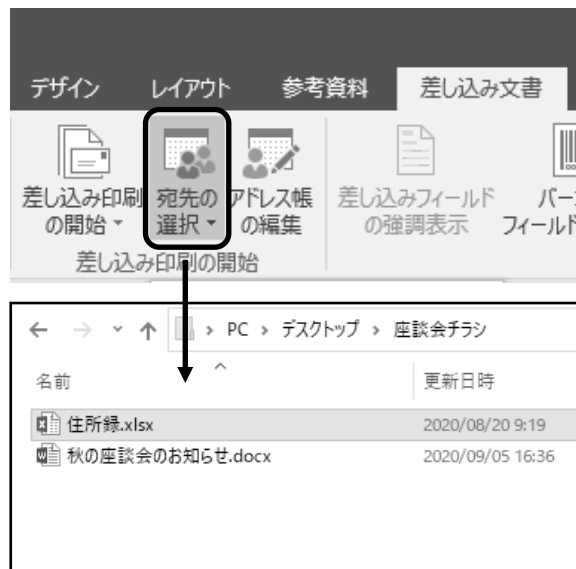 デザイン レイアウト 参考資料 差し込み文書
差し込み印刷 宛先の アドレス帳 差し込みフィールド
の開始 選択 の編集 の強調表示 フィールド
差し込み印刷の開始
PC › デスクトップ › 座談会チラシ
名前 更新日時
住所録.xlsx 2020/08/20 9:19
秋の座談会のお知らせ.docx 2020/09/05 16:36